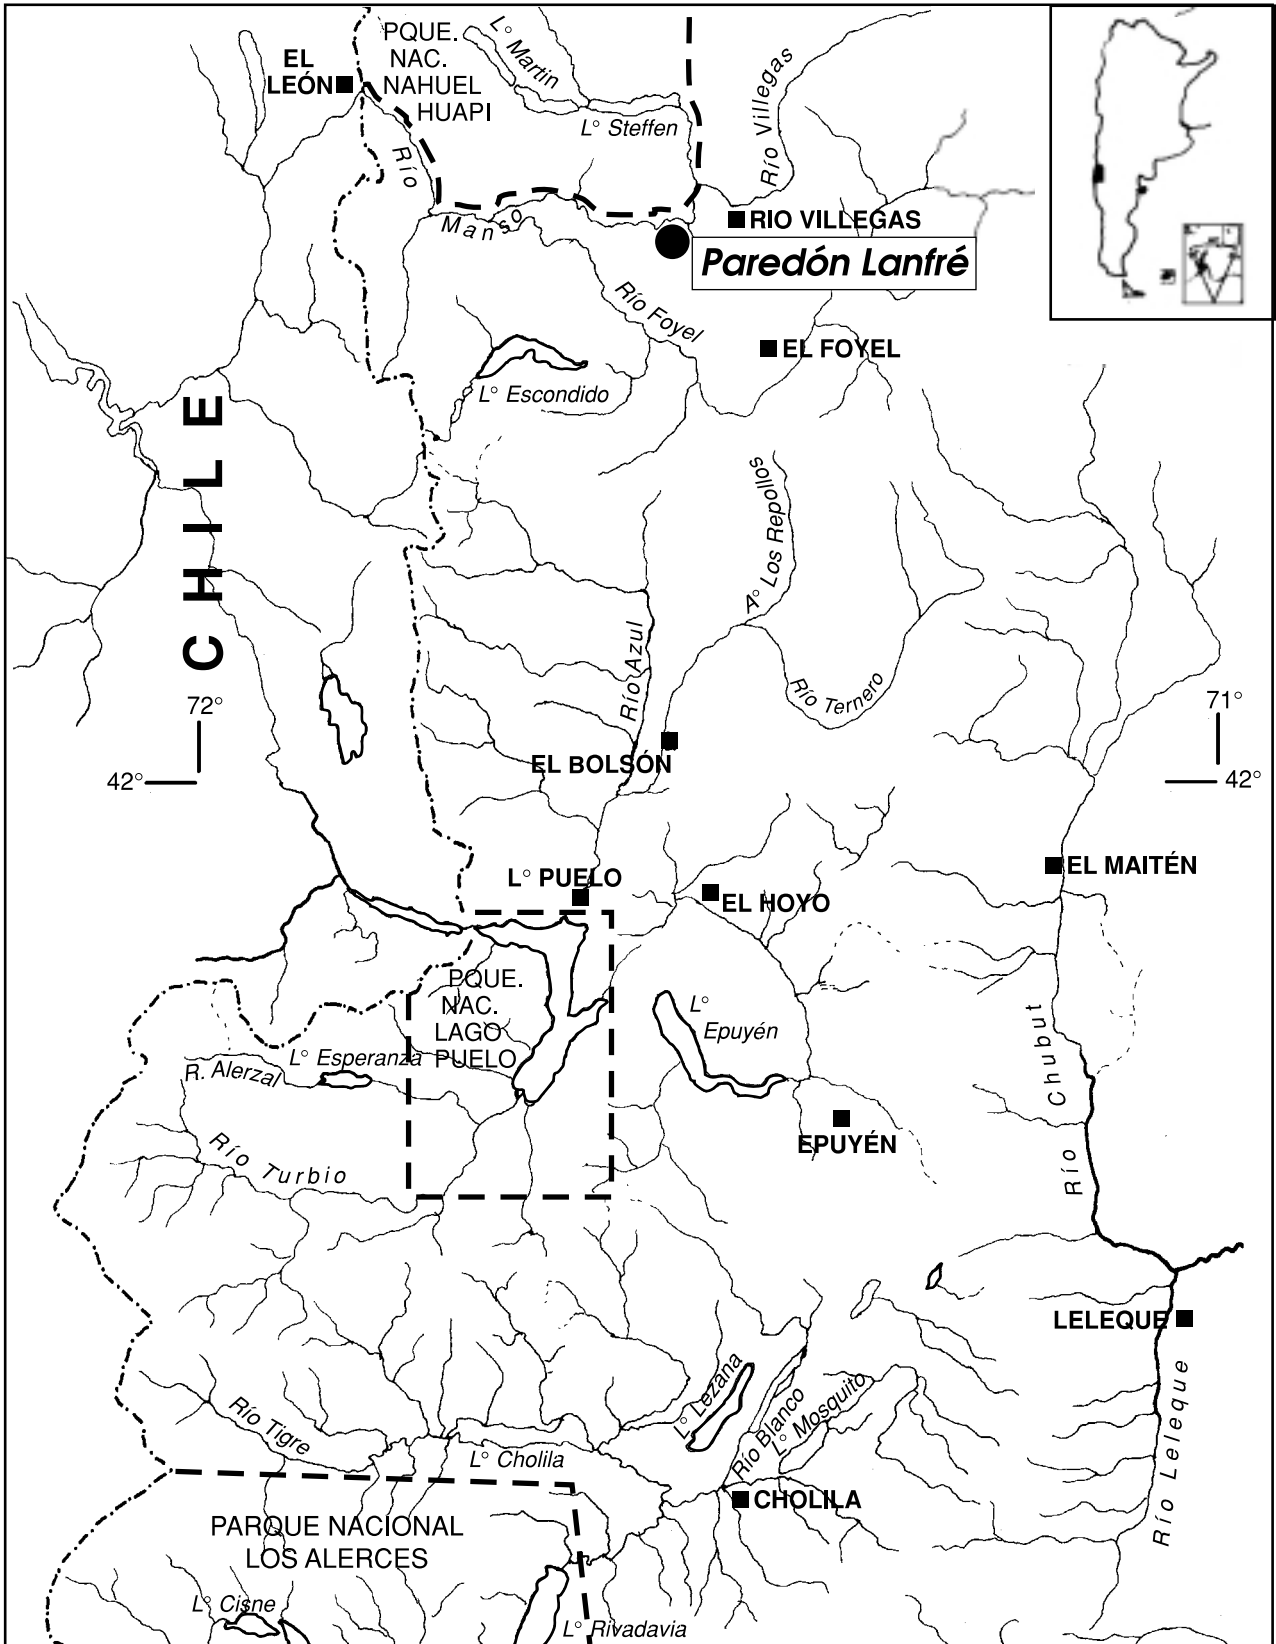 PQUE.
NAC.
NAHUEL
HUAPI
EL
LEÓN
L° Martin
L° Steffen
Río Villegas
Río
Manso
RIO VILLEGAS
Paredón Lanfré
Río Foyel
EL FOYEL
L° Escondido
CHILE
A° Los Repollos
Río Azul
Río Ternero
72°
42°
71°
42°
EL BOLSÓN
EL MAITÉN
L° PUELO
EL HOYO
PQUE.
NAC.
LAGO
PUELO
L°
Epuyén
L° Esperanza
R. Alerzal
Río Chubut
EPUYÉN
Río Turbio
LELEQUE
L° Lezana
Río Blanco
L° Mosquito
Río Tigre
L° Cholila
Río Leleque
CHOLILA
PARQUE NACIONAL
LOS ALERCES
L° Cisne
L° Rivadavia